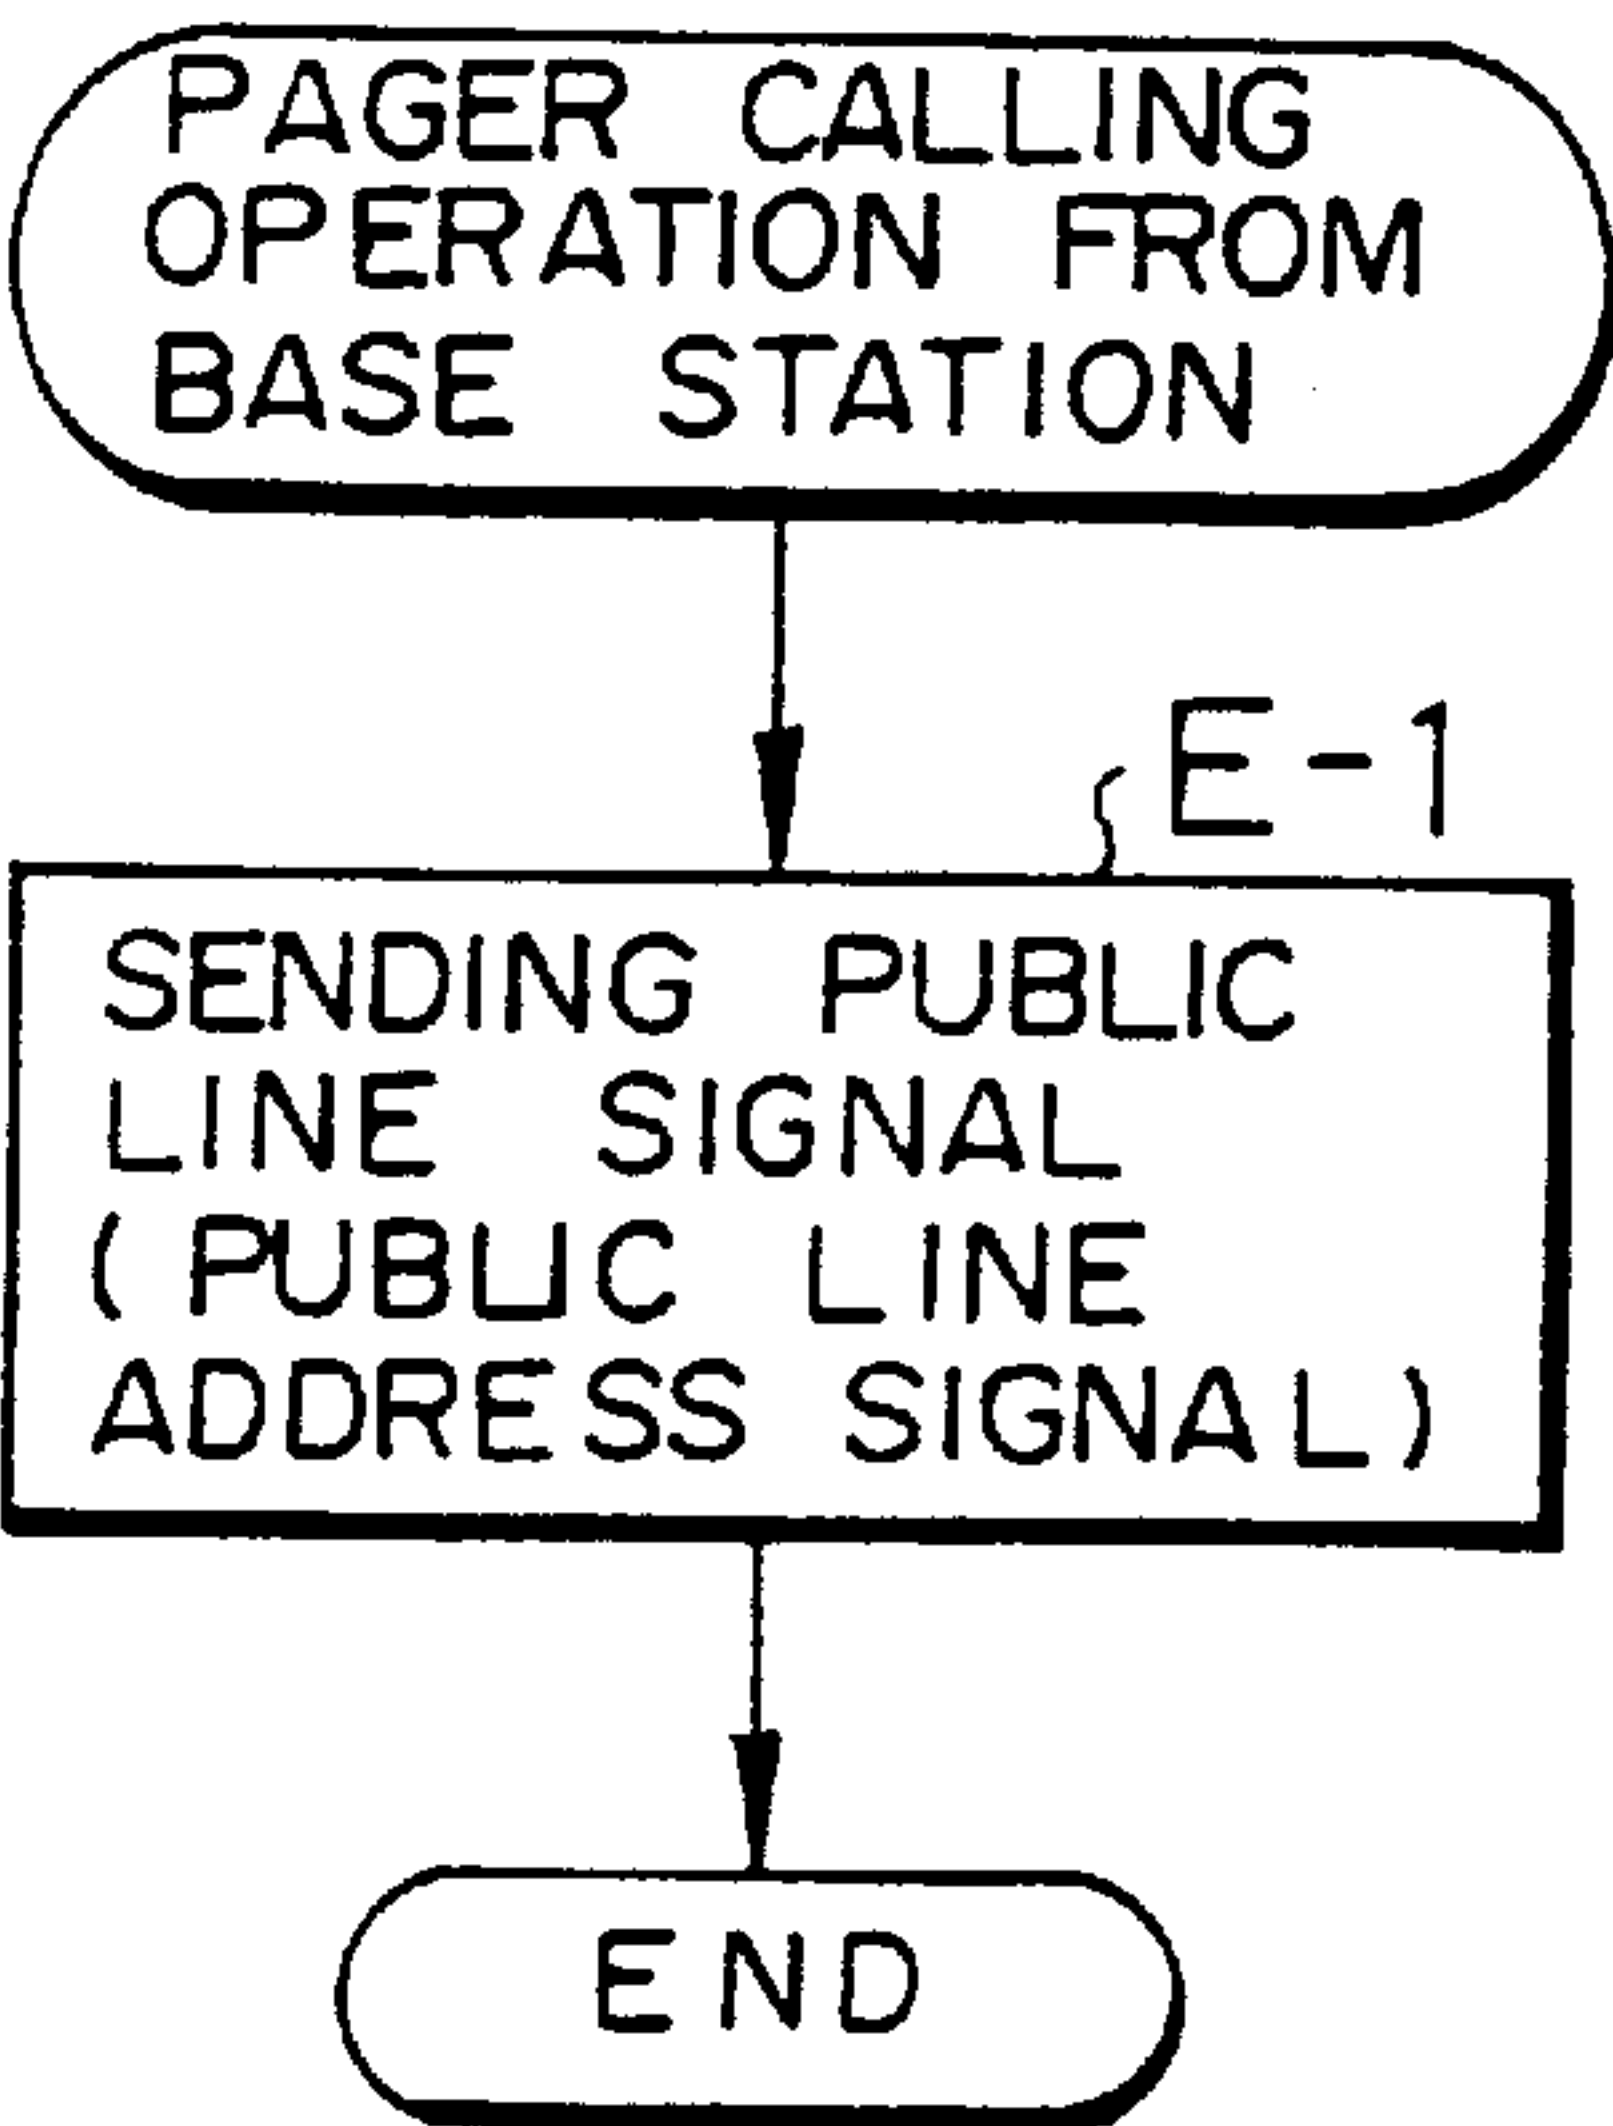 PAGER CALLING
OPERATION FROM
BASE STATION
E-1
SENDING PUBLIC
LINE SIGNAL
(PUBLIC LINE
ADDRESS SIGNAL)
END